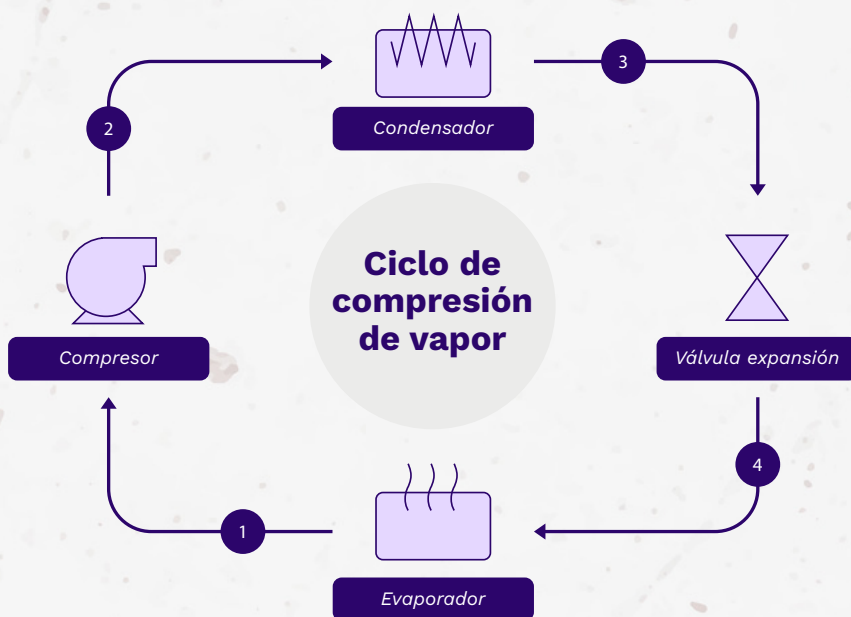 Condensador
3
2
Ciclo de
compresión
de vapor
Compresor
Válvula expansión
4
1
Evaporador